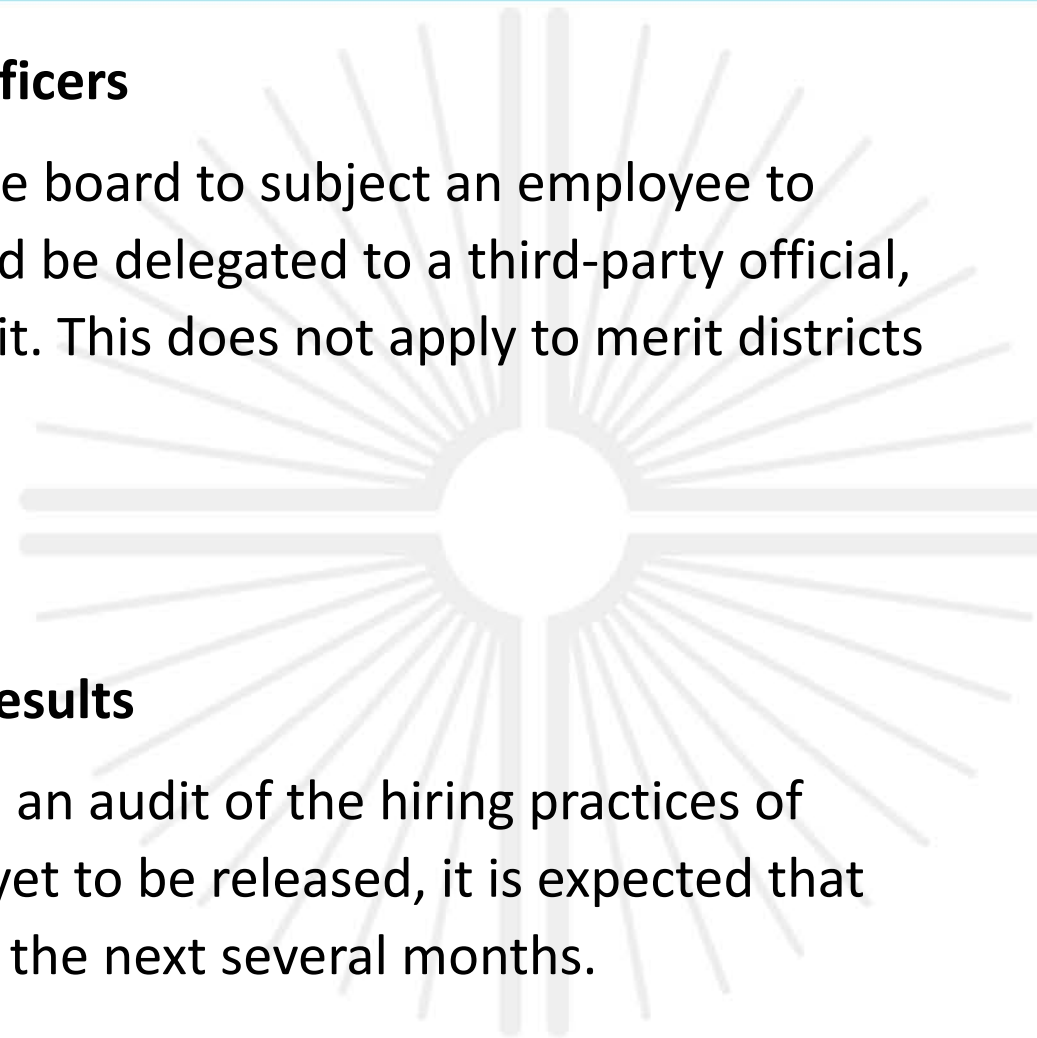 ficers
e board to subject an employee to
d be delegated to a third-party official,
it. This does not apply to merit districts
esults
an audit of the hiring practices of
yet to be released, it is expected that
the next several months.